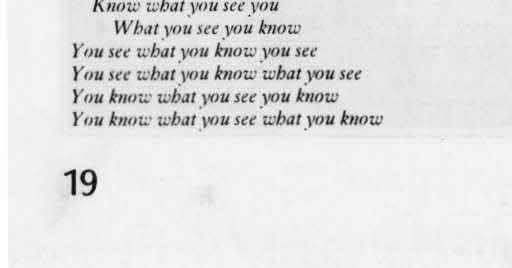 Know what you see you
What you see you know
You see what you know you see
You see what you know what you see
You know what you see you know
You know what you see what you know
19